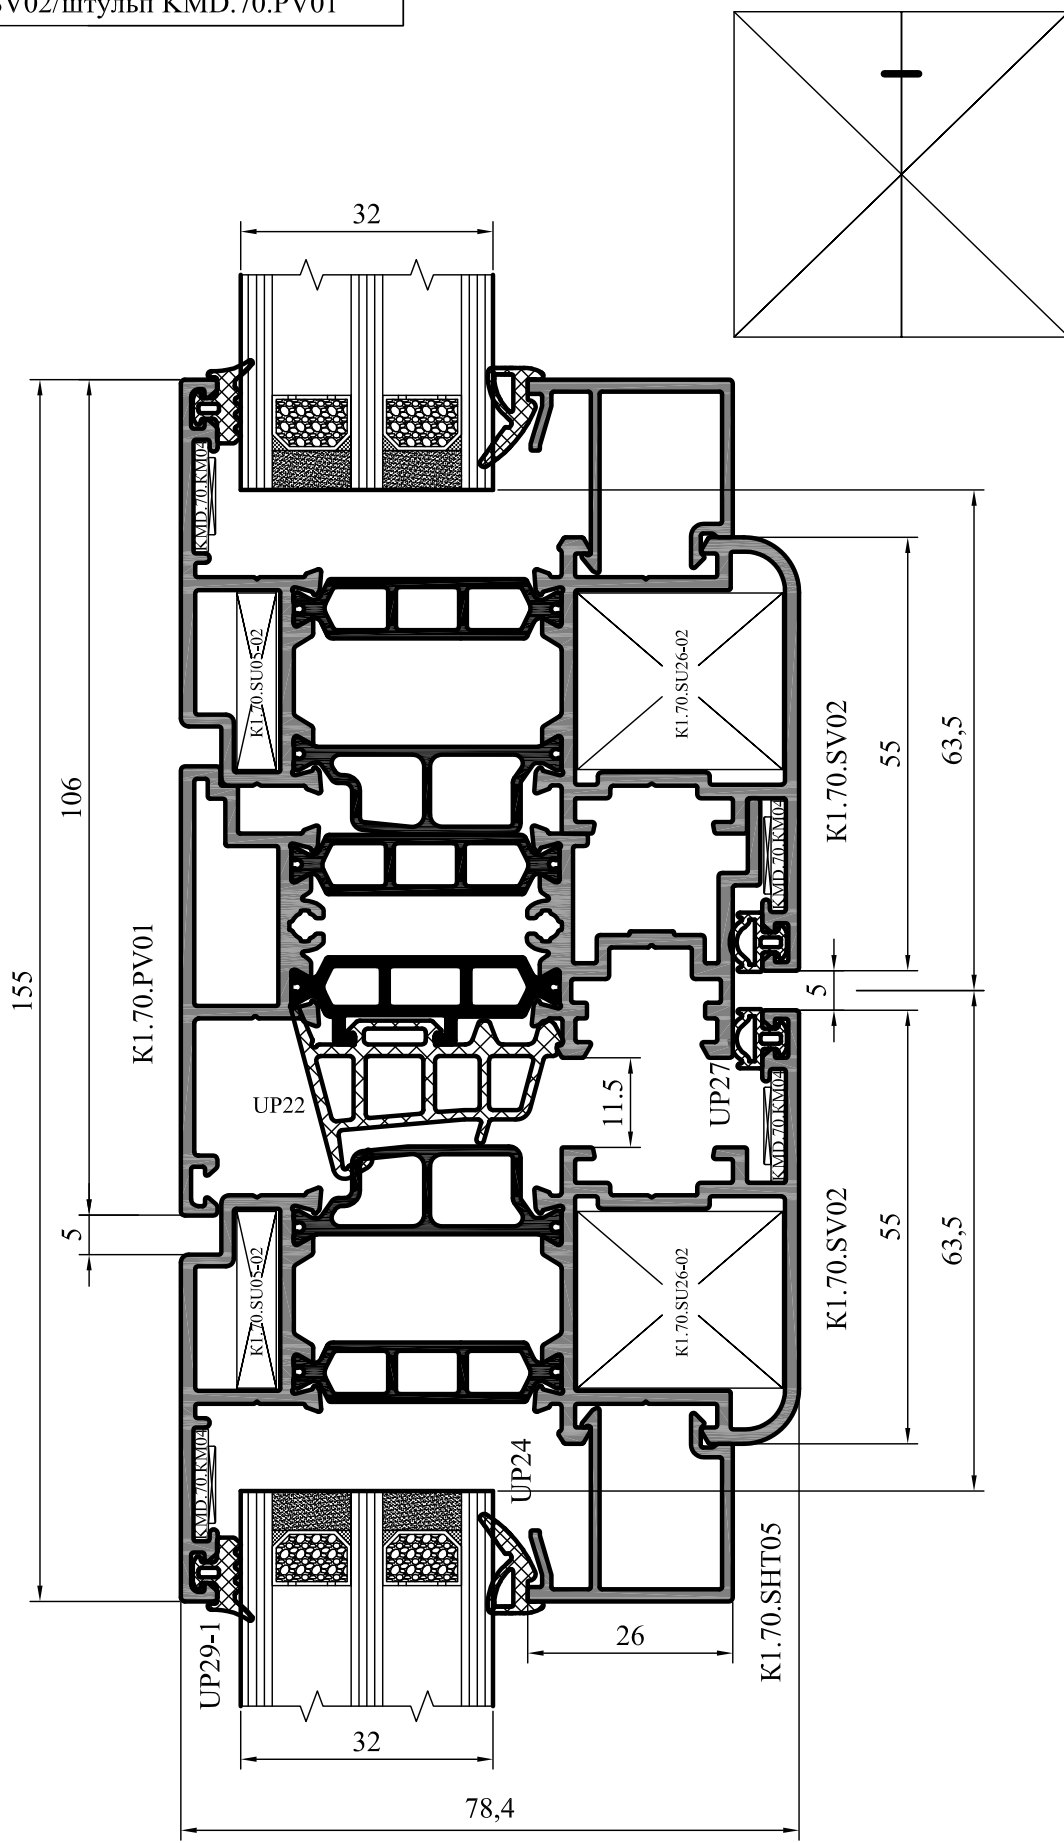 SV02/штульп KMD.70.PV01
32
KMD.70.KM04
K1.70.SU05-02
K1.70.SU26-02
K1.70.SV02
55
63,5
106
155
K1.70.PV01
KMD.70.KM04
5
UP22
11.5
UP27
KMD.70.KM04
5
K1.70.SU05-02
K1.70.SU26-02
K1.70.SV02
55
63,5
KMD.70.KM04
UP24
UP29-1
26
K1.70.SHT05
32
78,4